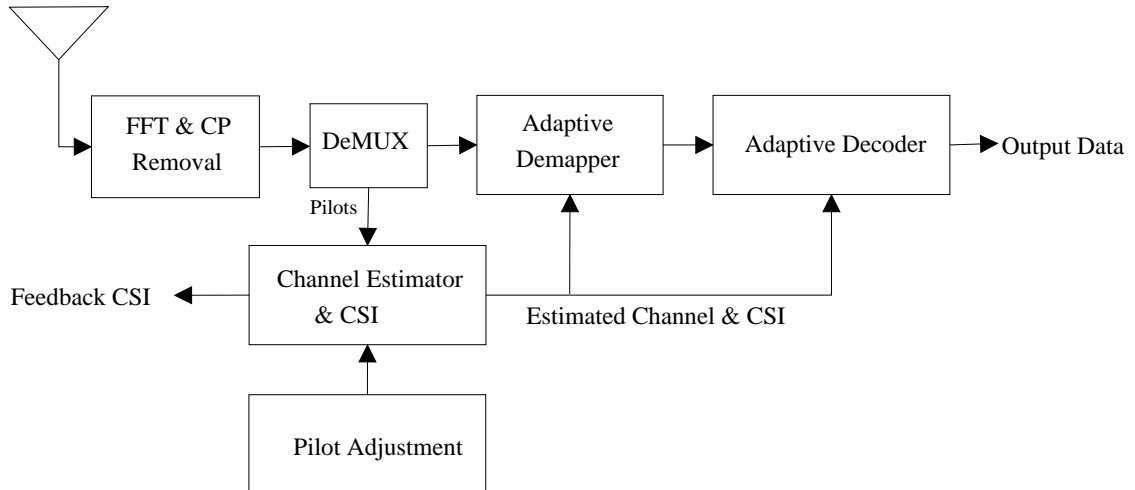 FFT & CP
Removal
DeMUX
Adaptive
Demapper
Adaptive Decoder
Output Data
Pilots
Feedback CSI
Channel Estimator
& CSI
Estimated Channel & CSI
Pilot Adjustment